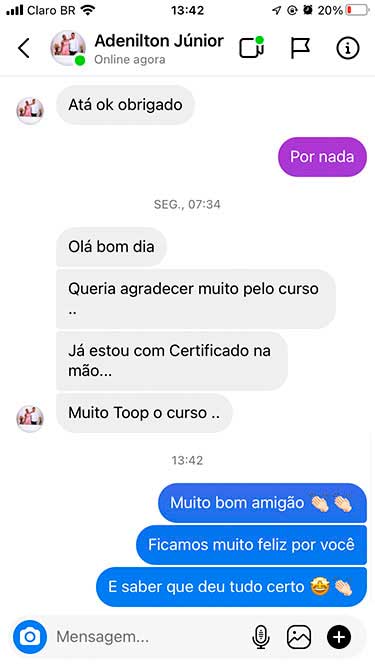 Claro BR 13:42 20%
Adenilton Júnior
Online agora
Atá ok obrigado
Por nada
SEG., 07:34
Olá bom dia
Queria agradecer muito pelo curso
..
Já estou com Certificado na
mão...
Muito Toop o curso ..
13:42
Muito bom amigão 👏🏻 👏🏻
Ficamos muito feliz por você
E saber que deu tudo certo 🤩 👏🏻
Mensagem...